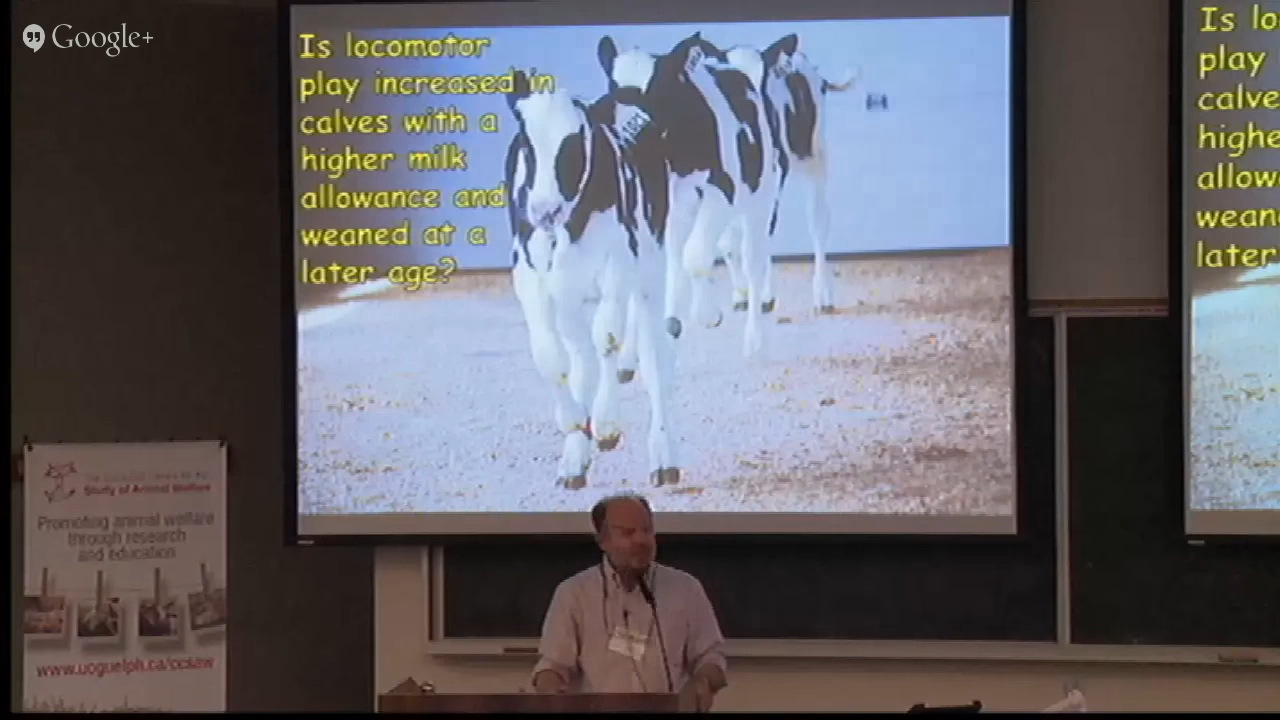 Google+
Is locomotor
play increased in
calves with a
higher milk
allowance and
weaned at a
later age?
Is lo
play
calve
highe
allow
wean
later
Study of Animal Welfare
Promoting animal welfare
through research
and education
www.uoguelph.ca/ccsaw